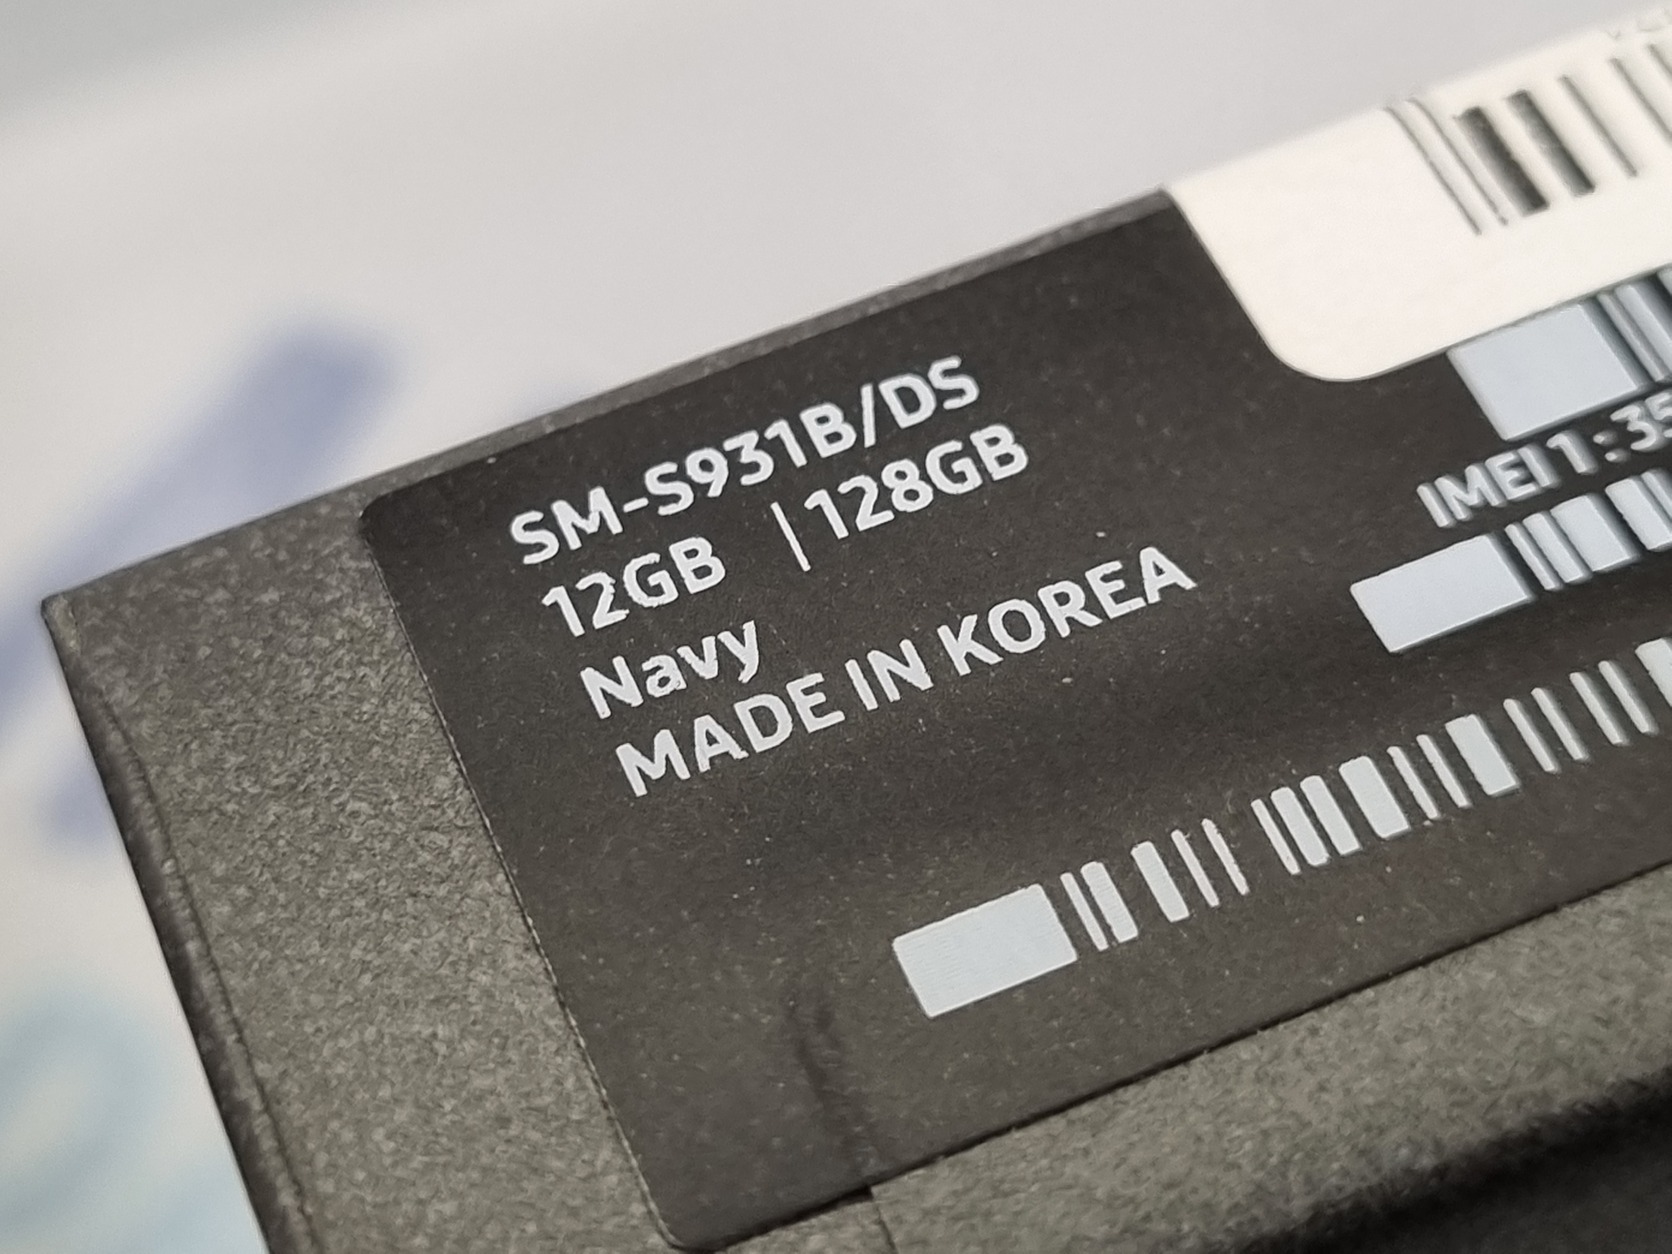 SM-S931B/DS
12GB | 128GB
Navy
MADE IN KOREA
IMEI 1 : 35